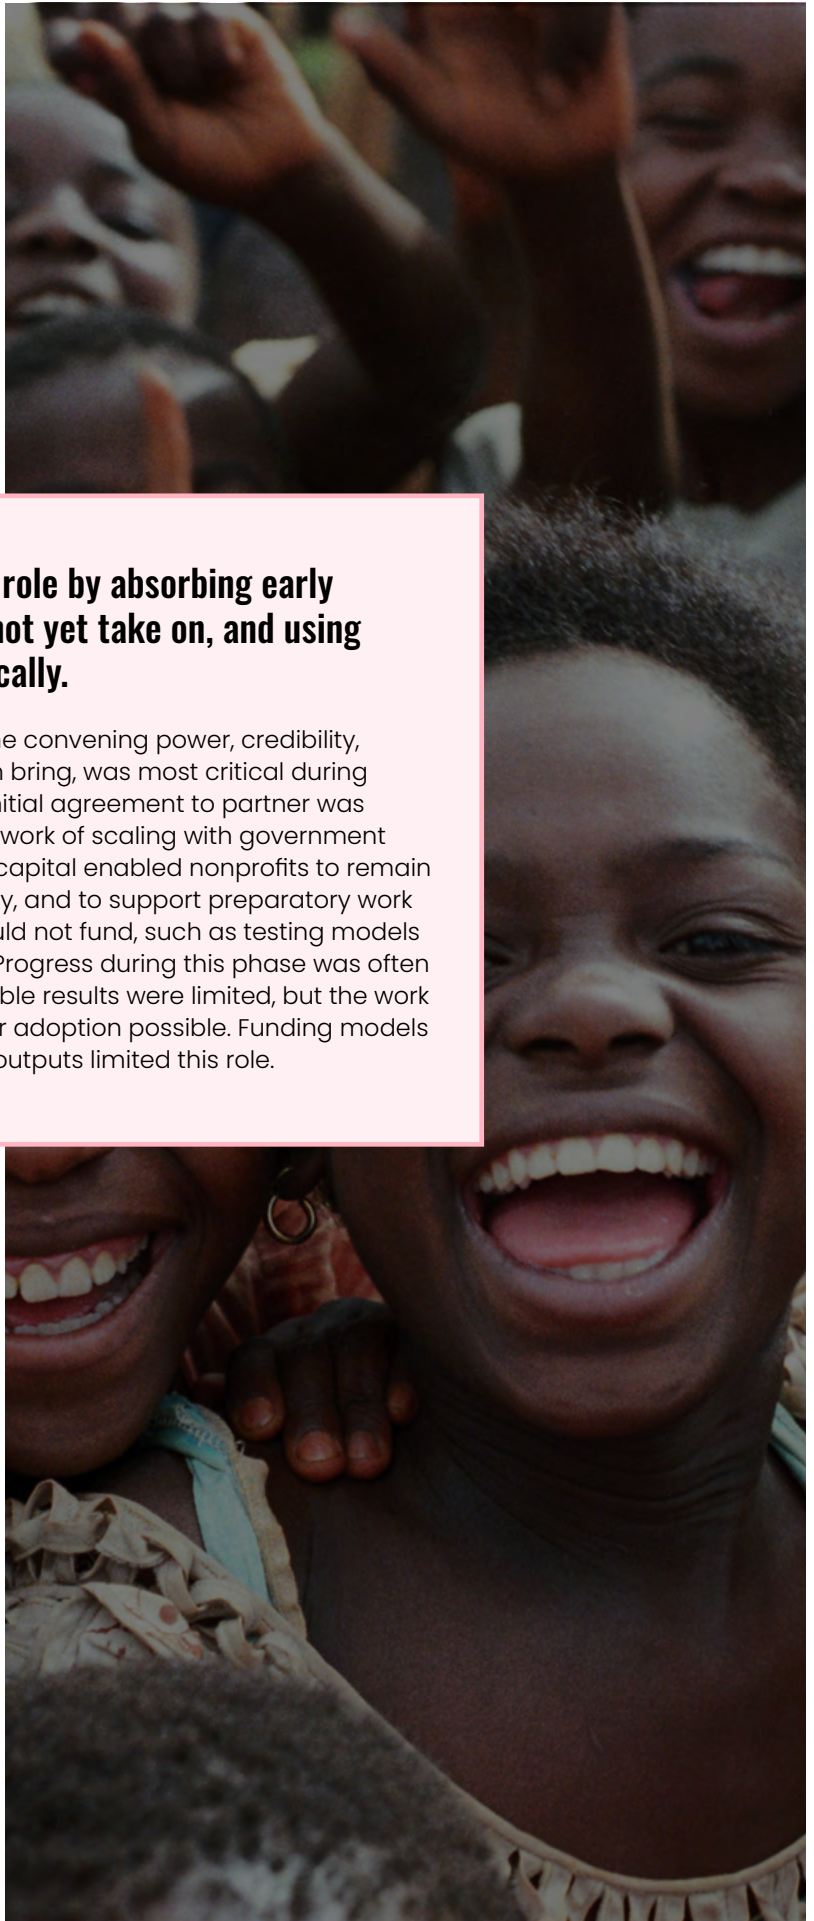 role by absorbing early
not yet take on, and using
cally.
e convening power, credibility,
bring, was most critical during
nitial agreement to partner was
work of scaling with government
capital enabled nonprofits to remain
y, and to support preparatory work
uld not fund, such as testing models
Progress during this phase was often
ble results were limited, but the work
r adoption possible. Funding models
outputs limited this role.